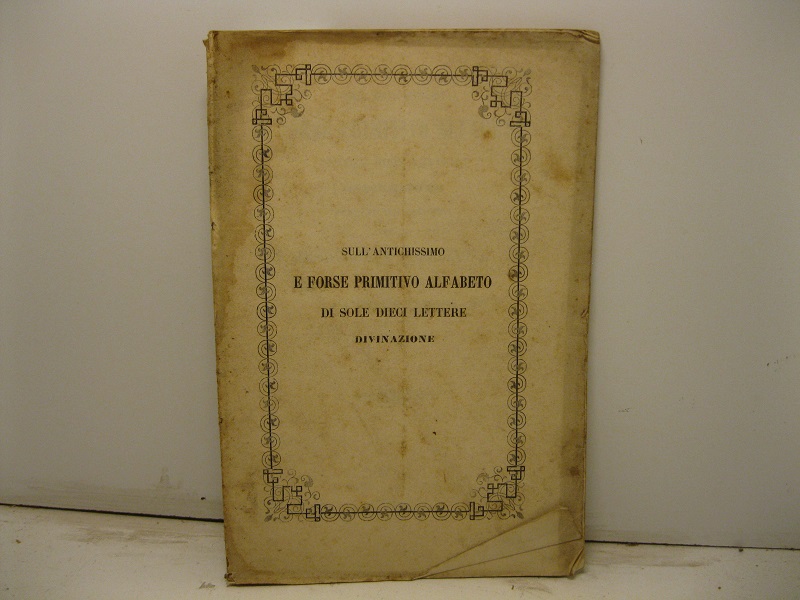 SULL'ANTICHISSIMO
E FORSE PRIMITIVO ALFABETO
DI SOLE DIECI LETTERE
DIVINAZIONE